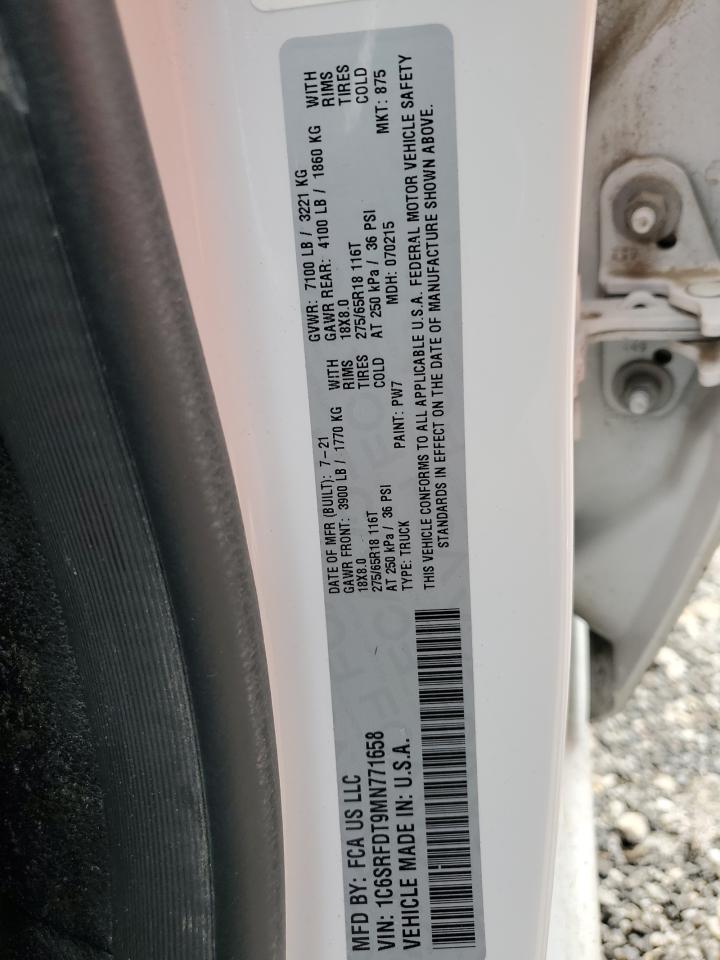 MFD BY: FCA US LLC
VIN: 1C6SRFDT9MN771658
VEHICLE MADE IN: U.S.A.
DATE OF MFR (BUILT): 7-21
GVWR: 7100 LB / 3221 KG
GAWR FRONT: 3900 LB / 1770 KG WITH
GAWR REAR: 4100 LB / 1860 KG WITH
18X8.0 RIMS
18X8.0 RIMS
275/65R18 116T TIRES
275/65R18 116T TIRES
AT 250 kPa / 36 PSI COLD
AT 250 kPa / 36 PSI COLD
TYPE: TRUCK PAINT: PW7 MDH: 070215 MKT: 875
THIS VEHICLE CONFORMS TO ALL APPLICABLE U.S.A. FEDERAL MOTOR VEHICLE SAFETY
STANDARDS IN EFFECT ON THE DATE OF MANUFACTURE SHOWN ABOVE.